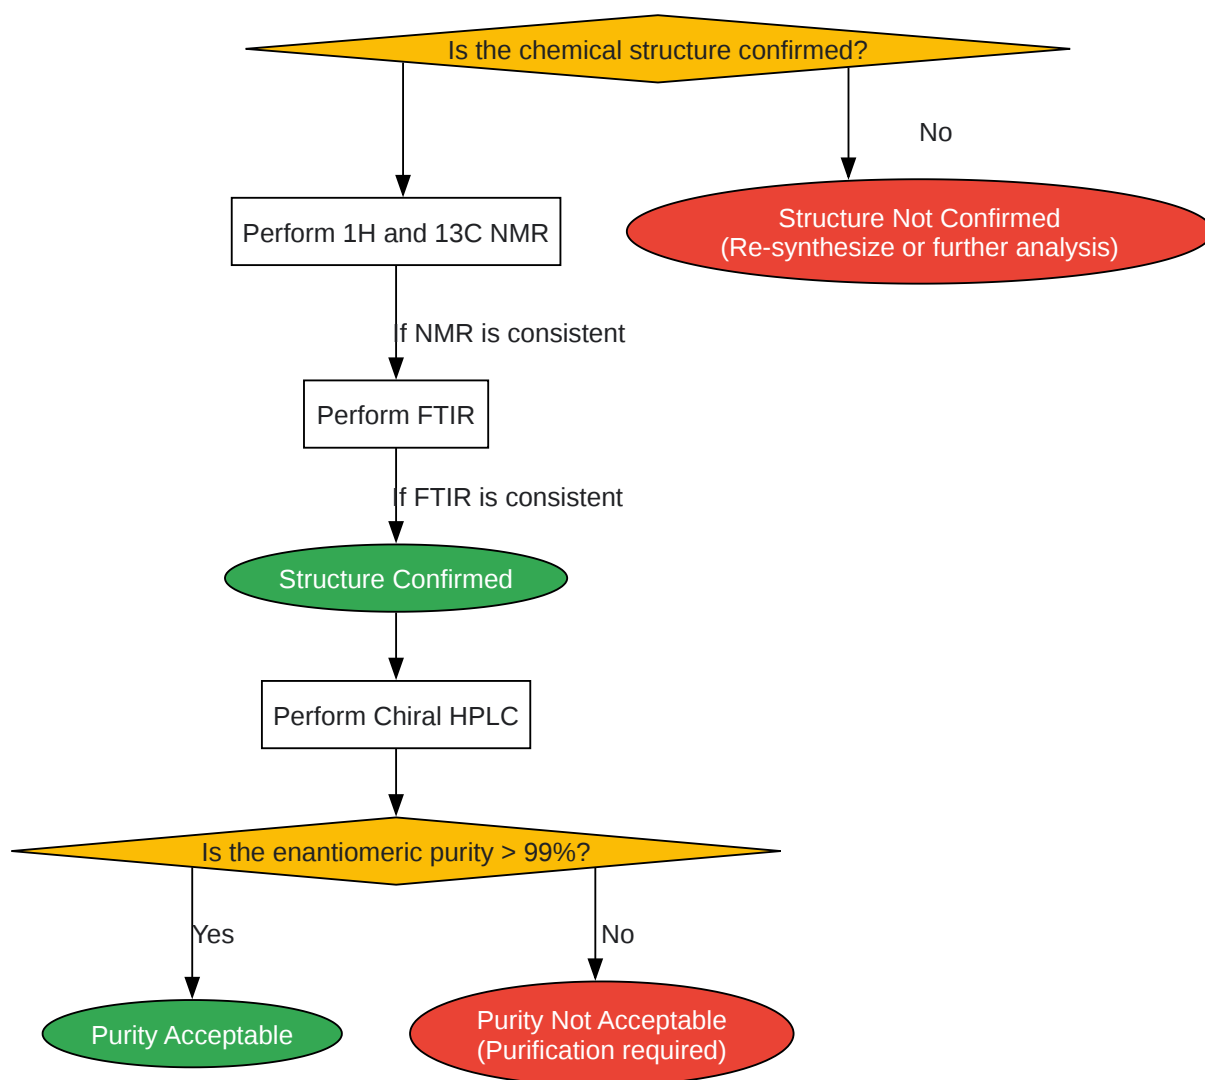 Is the chemical structure confirmed?
No
Perform 1H and 13C NMR
Structure Not Confirmed
(Re-synthesize or further analysis)
If NMR is consistent
Perform FTIR
If FTIR is consistent
Structure Confirmed
Perform Chiral HPLC
Is the enantiomeric purity > 99%?
Yes
No
Purity Acceptable
Purity Not Acceptable
(Purification required)